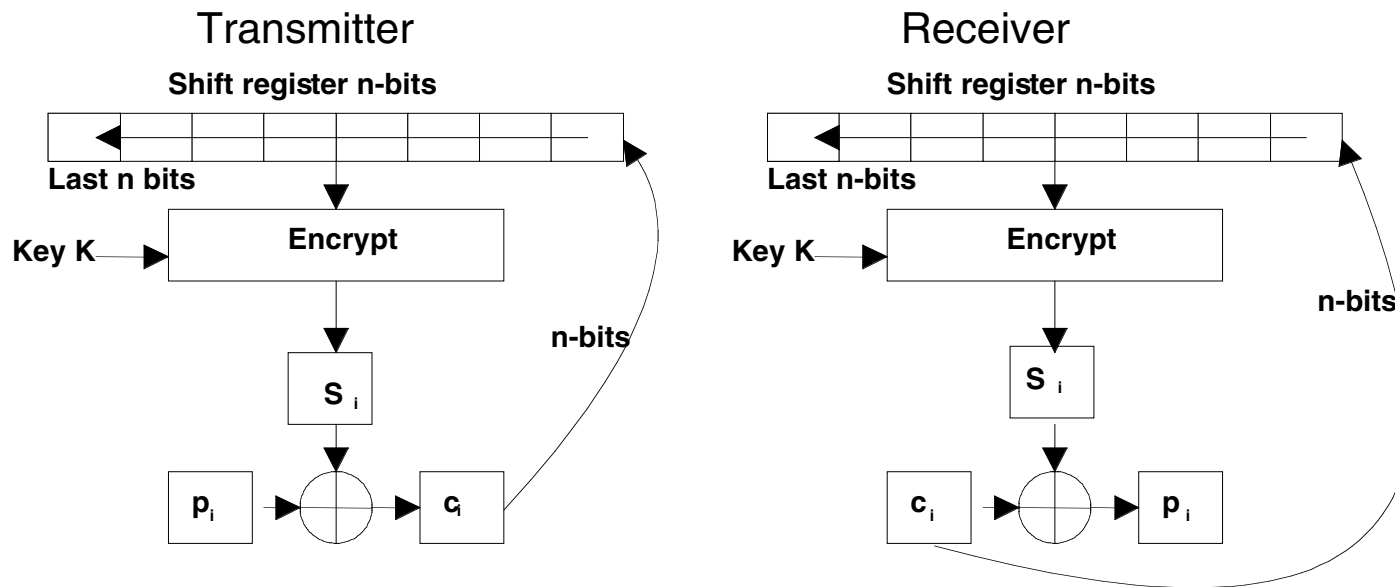 Transmitter
Shift register n-bits
Last n bits
Encrypt
Key K
n-bits
S i
p i
c i
Receiver
Shift register n-bits
Last n-bits
Encrypt
Key K
n-bits
S i
c i
p i